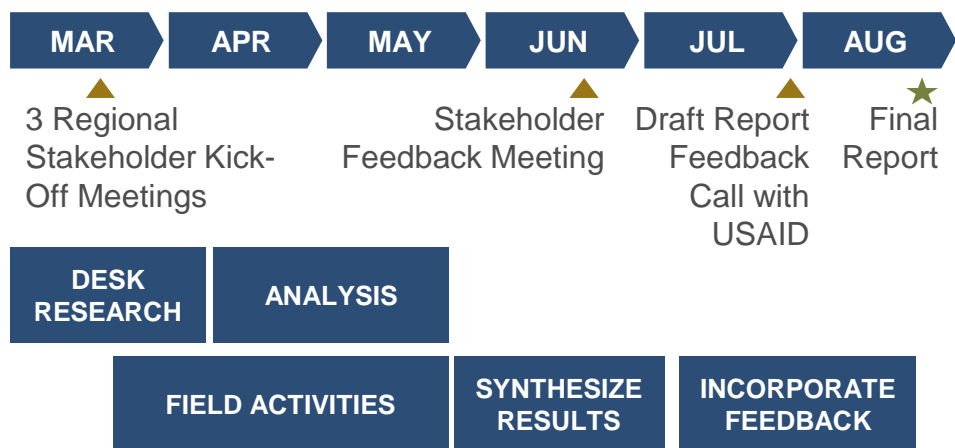 MAR
APR
MAY
JUN
JUL
AUG
3 Regional
Stakeholder Kick-
Off Meetings
Stakeholder
Feedback Meeting
Draft Report
Feedback
Call with
USAID
Final
Report
DESK
RESEARCH
ANALYSIS
FIELD ACTIVITIES
SYNTHESIZE
RESULTS
INCORPORATE
FEEDBACK